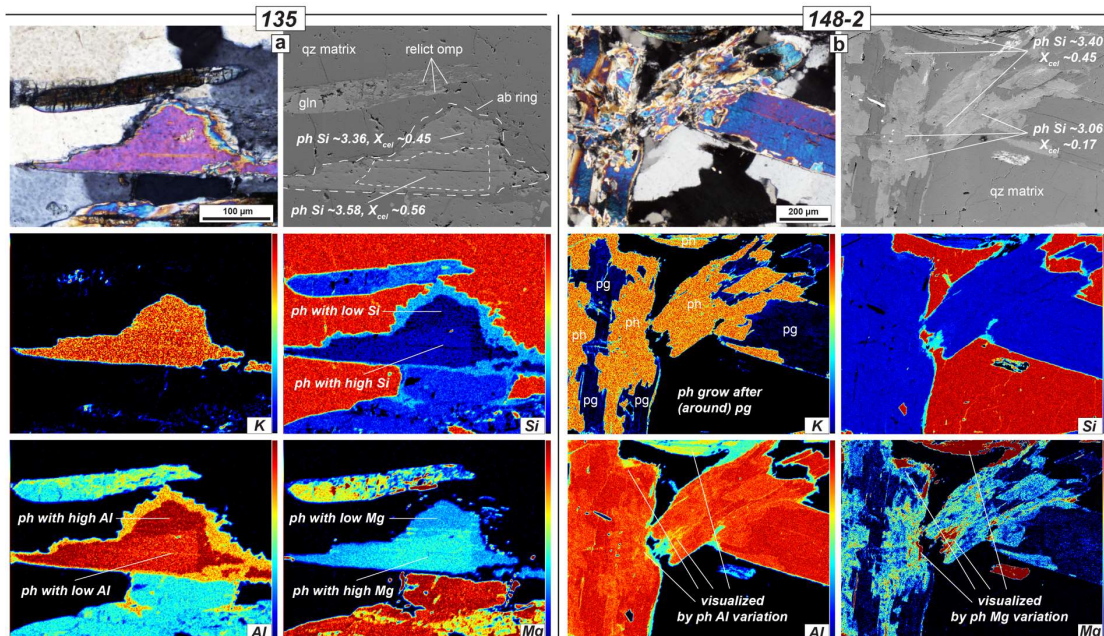 135
148-2
a
100 µm
qz matrix
relict omp
gln
ab ring
ph Si ~3.36, Xcel ~0.45
ph Si ~3.58, Xcel ~0.56
b
200 µm
ph Si ~3.40
Xcel ~0.45
ph Si ~3.06
Xcel ~0.17
qz matrix
K
ph with low Si
ph with high Si
Si
ph
pg
ph
ph
ph
pg
pg
pg
ph grow after
(around) pg
K
Si
ph with high Al
ph with low Al
Al
ph with low Mg
ph with high Mg
Mg
visualized
by ph Al variation
Al
visualized
by ph Mg variation
Mg